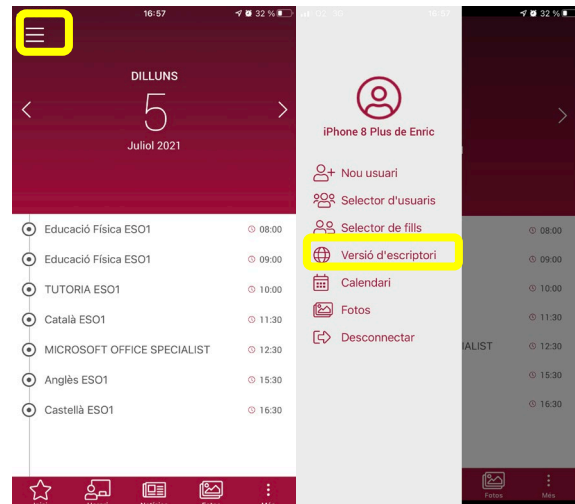 16:57
32 %
DILLUNS
5
Juliol 2021
Educació Física ESO1
08:00
Educació Física ESO1
09:00
TUTORIA ESO1
10:00
Català ESO1
11:30
MICROSOFT OFFICE SPECIALIST
12:30
Anglès ESO1
15:30
Castellà ESO1
16:30
32 %
iPhone 8 Plus de Enric
Nou usuari
Selector d'usuaris
Selector de fills
Versió d'escriptori
Calendari
Fotos
Desconnectar
08:00
09:00
10:00
11:30
IALIST
12:30
15:30
16:30
Fotos
Més